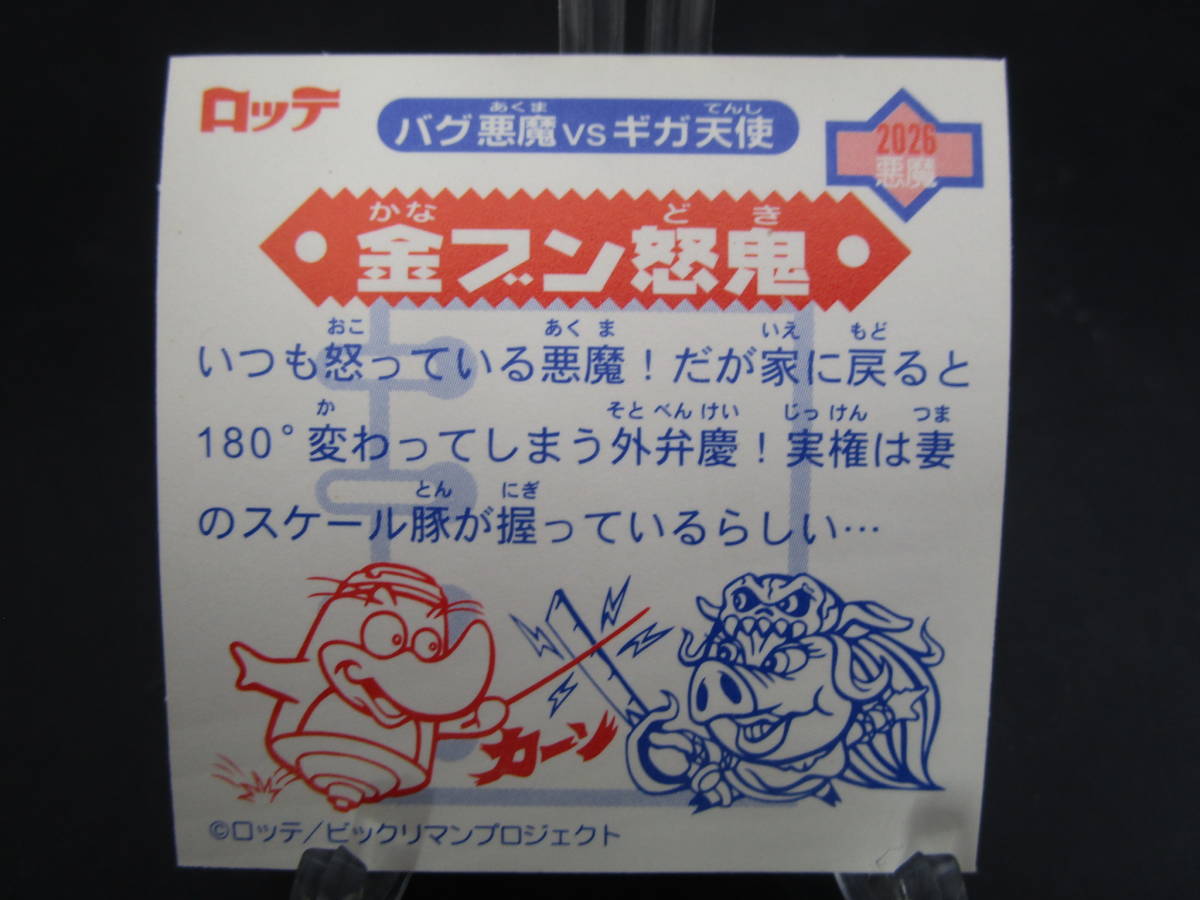 ロッテ
バグ悪魔vsギガ天使
あくま
てんし
2026
悪魔
かな
どき
金ブン怒鬼
おこ
あくま
いえ
もど
いつも怒っている悪魔！だが家に戻ると
か
そとべんけい
じっけん
つま
180°変わってしまう外弁慶！実権は妻
とん
にぎ
のスケール豚が握っているらしい…
カーン
©ロッテ/ビックリマンプロジェクト